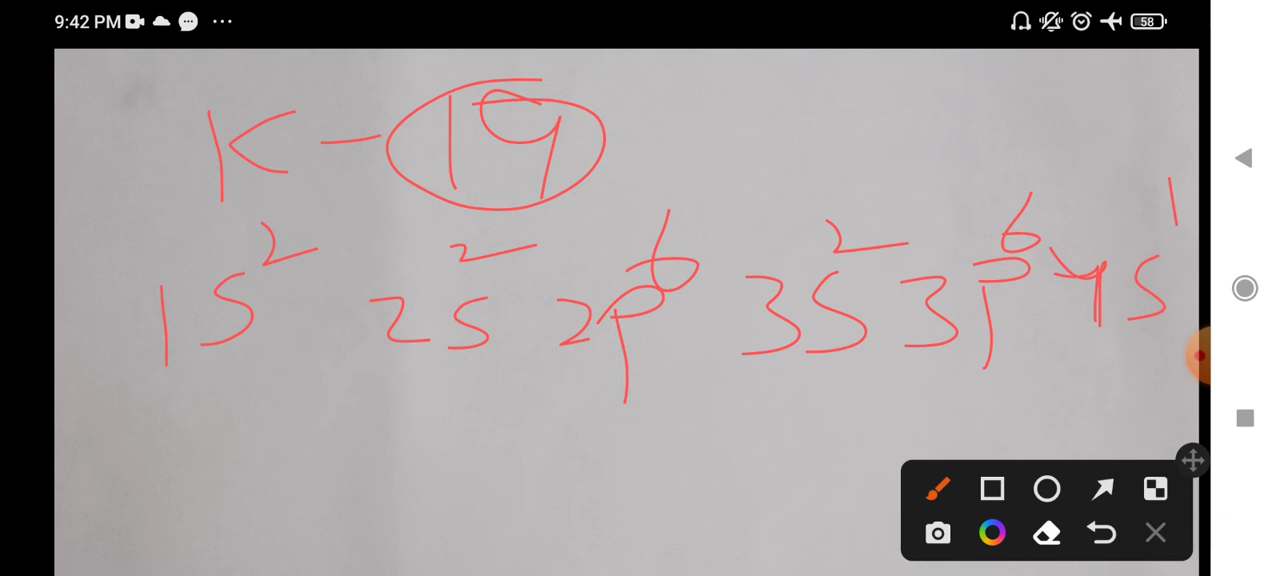 9:42 PM ... 58
K - 19
1s² 2s² 2p⁶ 3s² 3p⁶ 4s¹